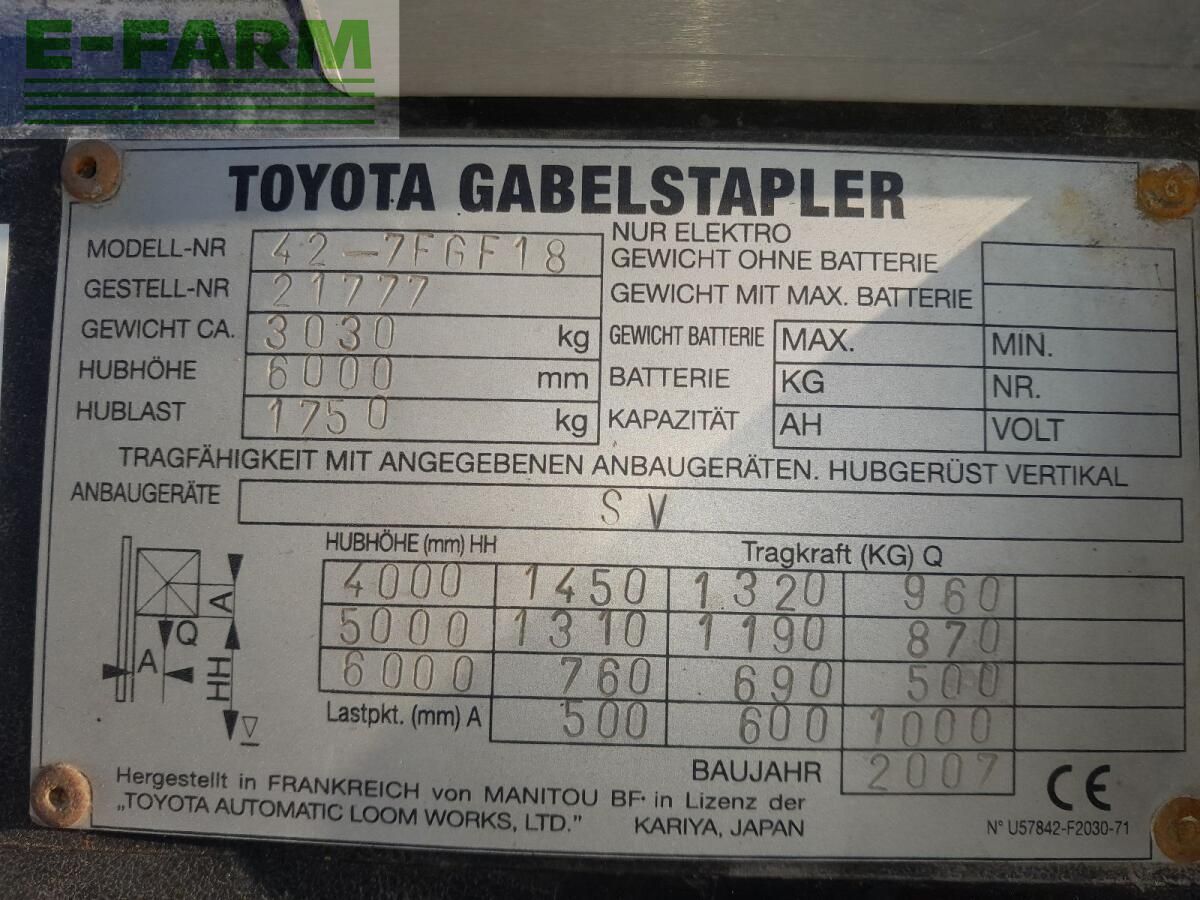 E-FARM
TOYOTA GABELSTAPLER
MODELL-NR 42-7FGF18
GESTELL-NR 21777
GEWICHT CA. 3030 kg
HUBHÖHE 6000 mm
HUBLAST 1750 kg
NUR ELEKTRO
GEWICHT OHNE BATTERIE
GEWICHT MIT MAX. BATTERIE
GEWICHT BATTERIE MAX. MIN.
BATTERIE KG NR.
KAPAZITÄT AH VOLT
TRAGFÄHIGKEIT MIT ANGEGEBENEN ANBAUGERÄTEN. HUBGERÜST VERTIKAL
ANBAUGERÄTE SV
HUBHÖHE (mm) HH Tragkraft (KG) Q
4000 1450 1320 960
5000 1310 1190 870
6000 760 690 500
Lastpkt. (mm) A 500 600 1000
A
Q
A
HH
BAUJAHR 2007
Hergestellt in FRANKREICH von MANITOU BF· in Lizenz der
„TOYOTA AUTOMATIC LOOM WORKS, LTD." KARIYA, JAPAN
CE
N° U57842-F2030-71